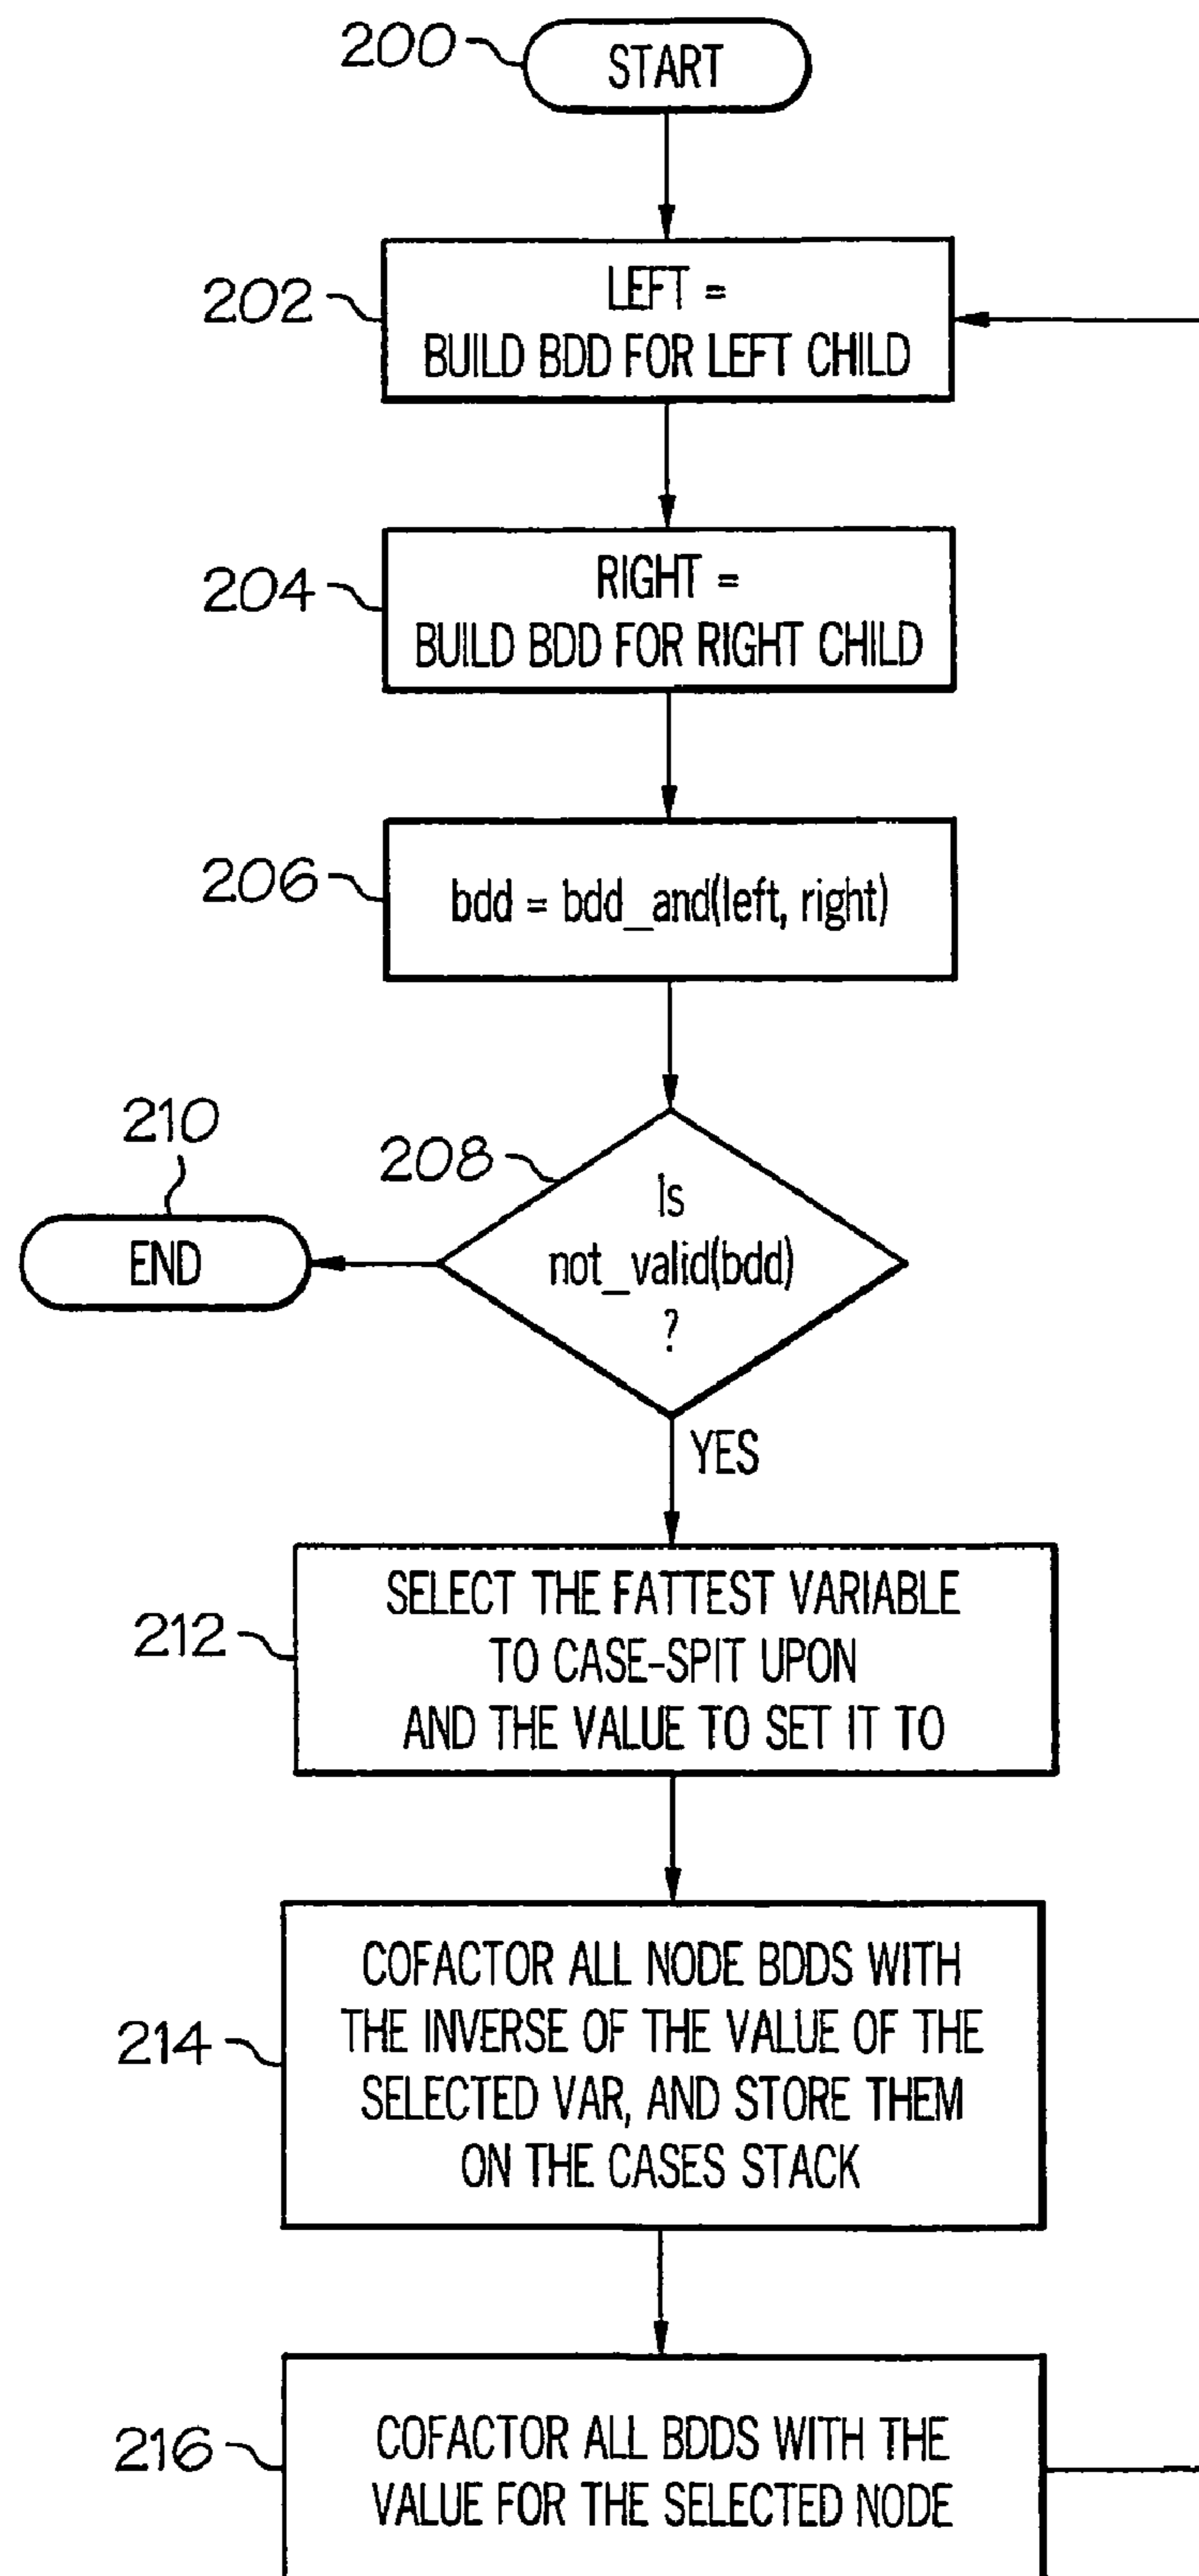 200
START
202
LEFT =
BUILD BDD FOR LEFT CHILD
204
RIGHT =
BUILD BDD FOR RIGHT CHILD
206
bdd = bdd_and(left, right)
210
END
208
Is
not_valid(bdd)
?
YES
212
SELECT THE FATTEST VARIABLE
TO CASE-SPIT UPON
AND THE VALUE TO SET IT TO
214
COFACTOR ALL NODE BDDS WITH
THE INVERSE OF THE VALUE OF THE
SELECTED VAR, AND STORE THEM
ON THE CASES STACK
216
COFACTOR ALL BDDS WITH THE
VALUE FOR THE SELECTED NODE